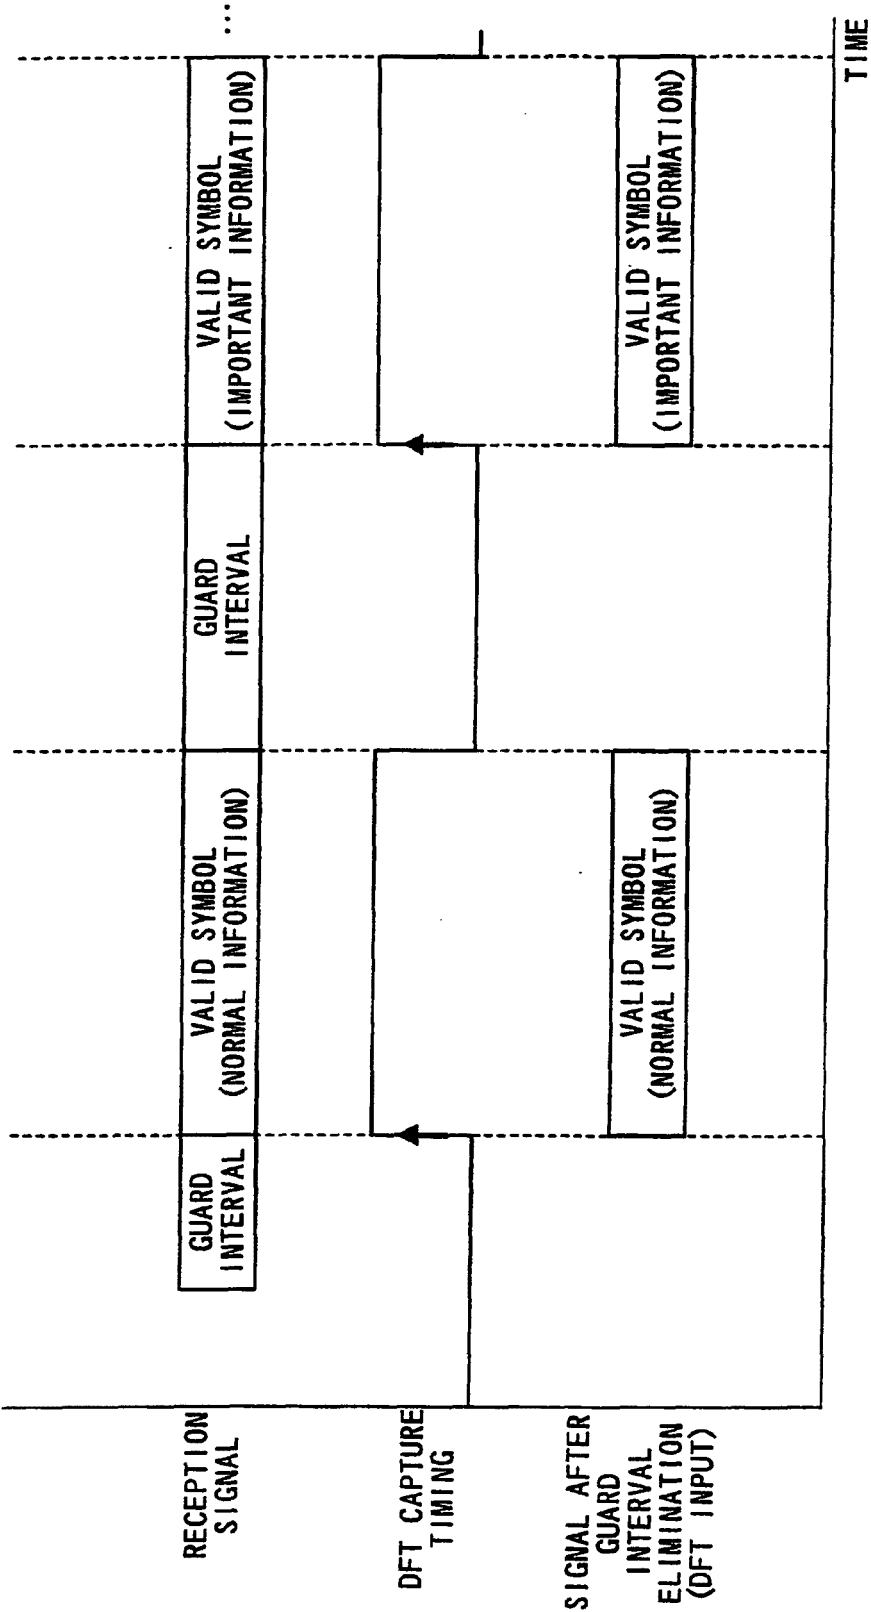 RECEPTION
SIGNAL
GUARD
INTERVAL
VALID SYMBOL
(NORMAL INFORMATION)
GUARD
INTERVAL
VALID SYMBOL
(IMPORTANT INFORMATION)
...
DFT CAPTURE
TIMING
SIGNAL AFTER
GUARD
INTERVAL
ELIMINATION
(DFT INPUT)
VALID SYMBOL
(NORMAL INFORMATION)
VALID SYMBOL
(IMPORTANT INFORMATION)
TIME